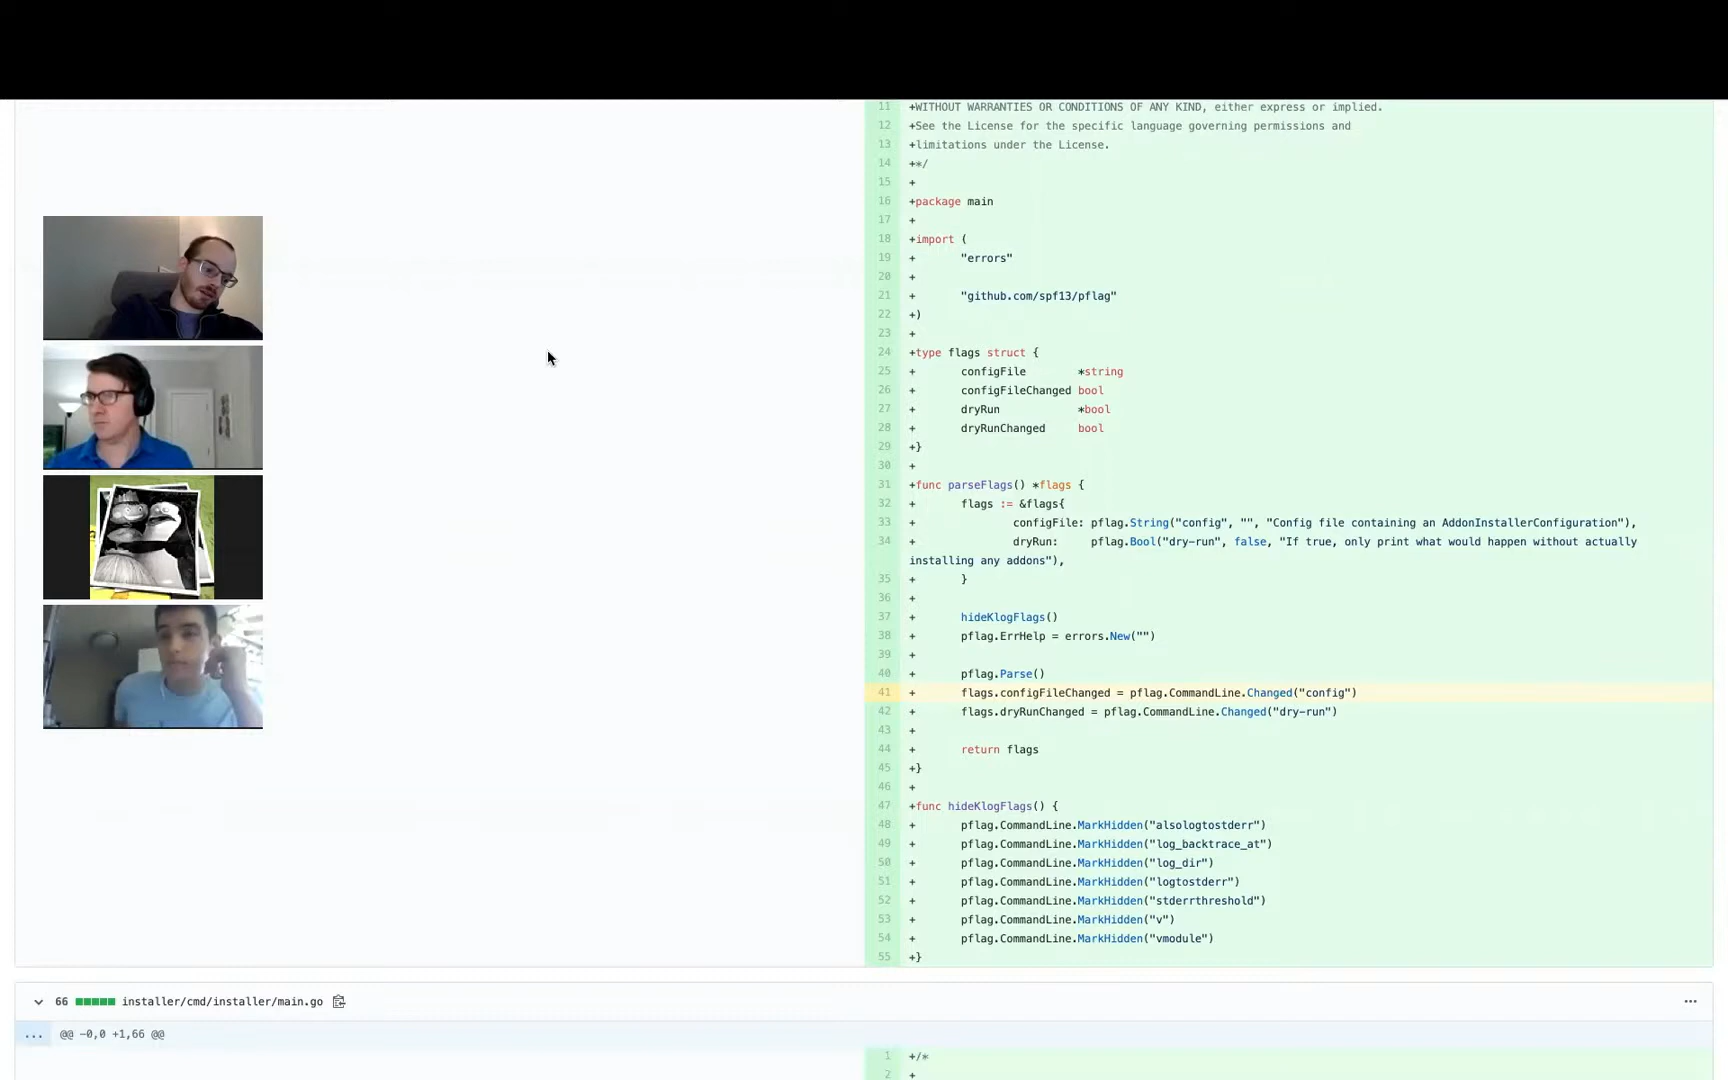 11 +WITHOUT WARRANTIES OR CONDITIONS OF ANY KIND, either express or implied.
12 +See the License for the specific language governing permissions and
13 +limitations under the License.
14 +*/
15 +
16 +package main
17 +
18 +import (
19 + "errors"
20 +
21 + "github.com/spf13/pflag"
22 +)
23 +
24 +type flags struct {
25 + configFile *string
26 + configFileChanged bool
27 + dryRun *bool
28 + dryRunChanged bool
29 +}
30 +
31 +func parseFlags() *flags {
32 + flags := &flags{
33 + configFile: pflag.String("config", "", "Config file containing an AddonInstallerConfiguration"),
34 + dryRun: pflag.Bool("dry-run", false, "If true, only print what would happen without actually
installing any addons"),
35 + }
36 +
37 + hideKlogFlags()
38 + pflag.ErrHelp = errors.New("")
39 +
40 + pflag.Parse()
41 + flags.configFileChanged = pflag.CommandLine.Changed("config")
42 + flags.dryRunChanged = pflag.CommandLine.Changed("dry-run")
43 +
44 + return flags
45 +}
46 +
47 +func hideKlogFlags() {
48 + pflag.CommandLine.MarkHidden("alsologtostderr")
49 + pflag.CommandLine.MarkHidden("log_backtrace_at")
50 + pflag.CommandLine.MarkHidden("log_dir")
51 + pflag.CommandLine.MarkHidden("logtostderr")
52 + pflag.CommandLine.MarkHidden("stderrthreshold")
53 + pflag.CommandLine.MarkHidden("v")
54 + pflag.CommandLine.MarkHidden("vmodule")
55 +}
66 installer/cmd/installer/main.go ...
... @@ -0,0 +1,66 @@
1 +/*
2 +